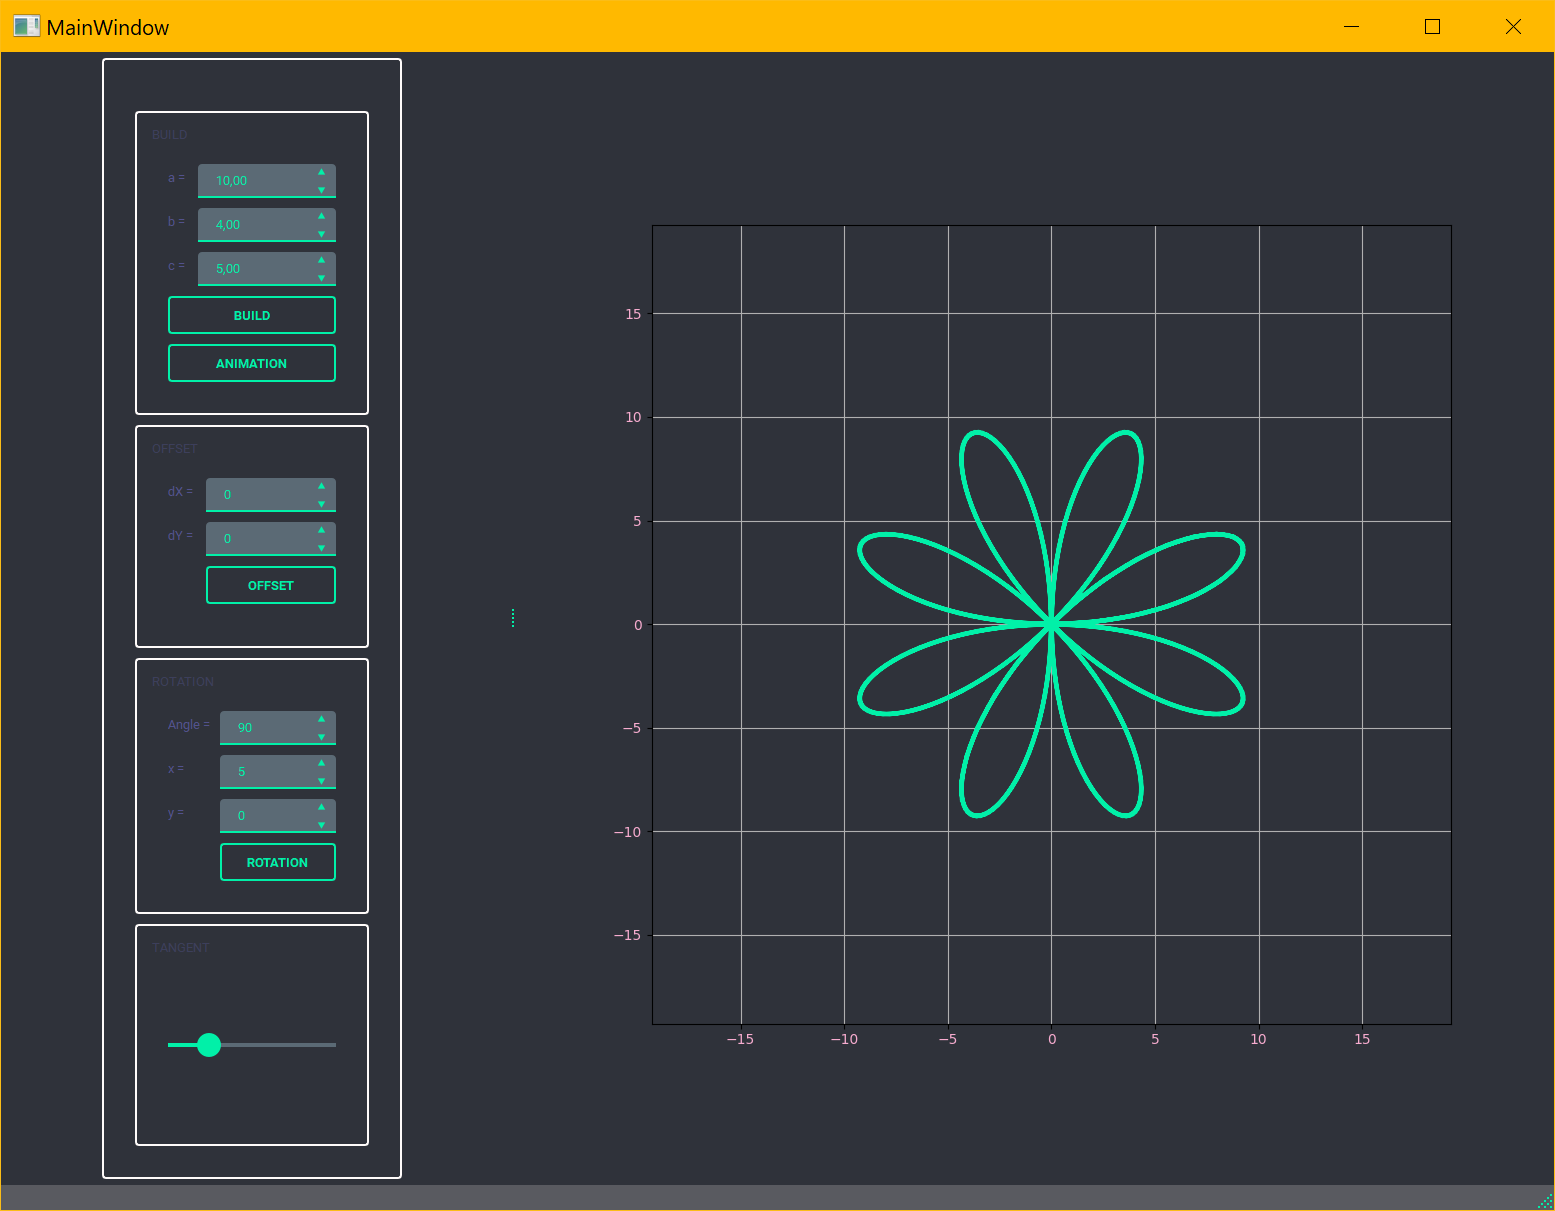 MainWindow
BUILD
a =
10,00
b =
4,00
c =
5,00
BUILD
ANIMATION
OFFSET
dX =
0
dY =
0
OFFSET
ROTATION
Angle =
90
x =
5
y =
0
ROTATION
TANGENT
15
10
5
0
−5
−10
−15
−15 −10 −5 0 5 10 15